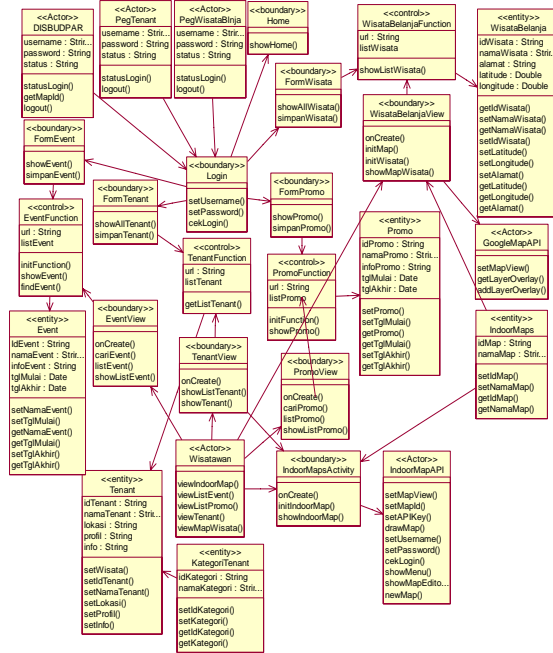 <<Actor>>
DISBUDPAR
username : Strir...
password : String
status : String
statusLogin()
getMapId()
logout()
<<Actor>>
PegTenant
username : Strir...
password : String
status : String
statusLogin()
logout()
<<Actor>>
PegWisataBlnja
username : Strir...
password : String
status : String
statusLogin()
logout()
<<boundary>>
Home
showHome()
<<control>>
WisataBelanjaFunction
url : String
listWisata
showListWisata()
<<entity>>
WisataBelanja
idWisata : String
namaWisata : Strir...
alamat : String
latitude : Double
longitude : Double
getIdWisata()
setNamaWisata()
getNamaWisata()
setIdWisata()
setLatitude()
setLongitude()
setAlamat()
getLatitude()
getLongitude()
getAlamat()
<<boundary>>
FormWisata
showAllWisata()
simpanWisata()
<<boundary>>
WisataBelanjaView
onCreate()
initMap()
initWisata()
showMapWisata()
<<boundary>>
FormEvent
showEvent()
simpanEvent()
<<boundary>>
Login
setUsername()
setPassword()
cekLogin()
<<boundary>>
FormTenant
showAllTenant()
simpanTenant()
<<boundary>>
FormPromo
showPromo()
simpanPromo()
<<control>>
EventFunction
url : String
listEvent
initFunction()
showEvent()
findEvent()
<<control>>
TenantFunction
url : String
listTenant
getListTenant()
<<control>>
PromoFunction
url : String
listPromo
initFunction()
showPromo()
<<entity>>
Promo
idPromo : String
namaPromo : Strir...
infoPromo : String
tglMulai : Date
tglAkhir : Date
setPromo()
setTglMulai()
getPromo()
getTglMulai()
setTglAkhir()
getTglAkhir()
<<Actor>>
GoogleMapAPI
setMapView()
getLayerOverlay()
addLayerOverlay()
<<entity>>
Event
IdEvent : String
namaEvent : Strir...
infoEvent : String
tglMulai : Date
tglAkhir : Date
setNamaEvent()
setTglMulai()
getNamaEvent()
getTglMulai()
setTglAkhir()
getTglAkhir()
<<boundary>>
EventView
onCreate()
cariEvent()
listEvent()
showListEvent()
<<boundary>>
TenantView
onCreate()
showListTenant()
showTenant()
<<boundary>>
PromoView
onCreate()
cariPromo()
listPromo()
showListPromo()
<<entity>>
IndoorMaps
idMap : String
namaMap : Strir...
setIdMap()
setNamaMap()
getIdMap()
getNamaMap()
<<Actor>>
Wisatawan
viewIndoorMap()
viewListEvent()
viewListPromo()
viewTenant()
viewMapWisata()
<<boundary>>
IndoorMapsActivity
onCreate()
initIndoorMap()
showIndoorMap()
<<Actor>>
IndoorMapAPI
setMapView()
setMapId()
setAPIKey()
drawMap()
setUsername()
setPassword()
cekLogin()
showMenu()
showMapEdito...
newMap()
<<entity>>
Tenant
idTenant : String
namaTenant : Strir...
lokasi : String
profil : String
info : String
setWisata()
setIdTenant()
setNamaTenant()
setLokasi()
setProfil()
setInfo()
<<entity>>
KategoriTenant
idKategori : String
namaKategori : Strir...
setIdKategori()
setKategori()
getIdKategori()
getKategori()